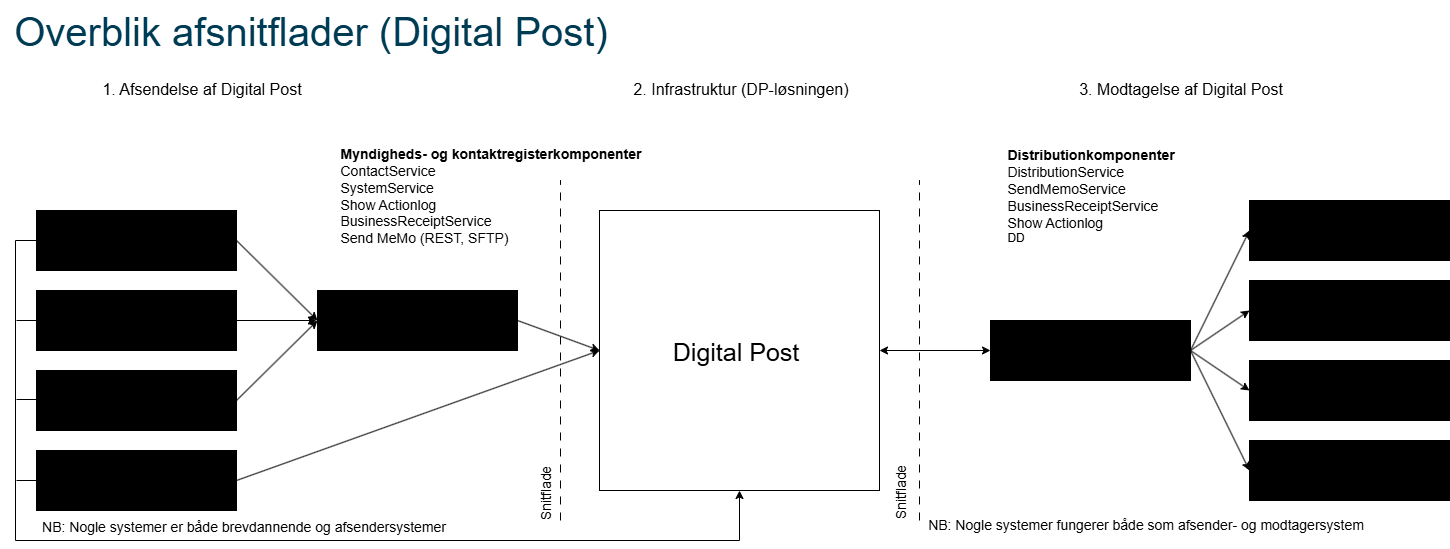 Overblik afsnitflader (Digital Post)
1. Afsendelse af Digital Post
2. Infrastruktur (DP-løsningen)
3. Modtagelse af Digital Post
Myndigheds- og kontaktregisterkomponenter
ContactService
SystemService
Show Actionlog
BusinessReceiptService
Send MeMo (REST, SFTP)
Distributionkomponenter
DistributionService
SendMemoService
BusinessReceiptService
Show Actionlog
DD
Digital Post
Snitflade
Snitflade
NB: Nogle systemer er både brevdannende og afsendersystemer
NB: Nogle systemer fungerer både som afsender- og modtagersystem